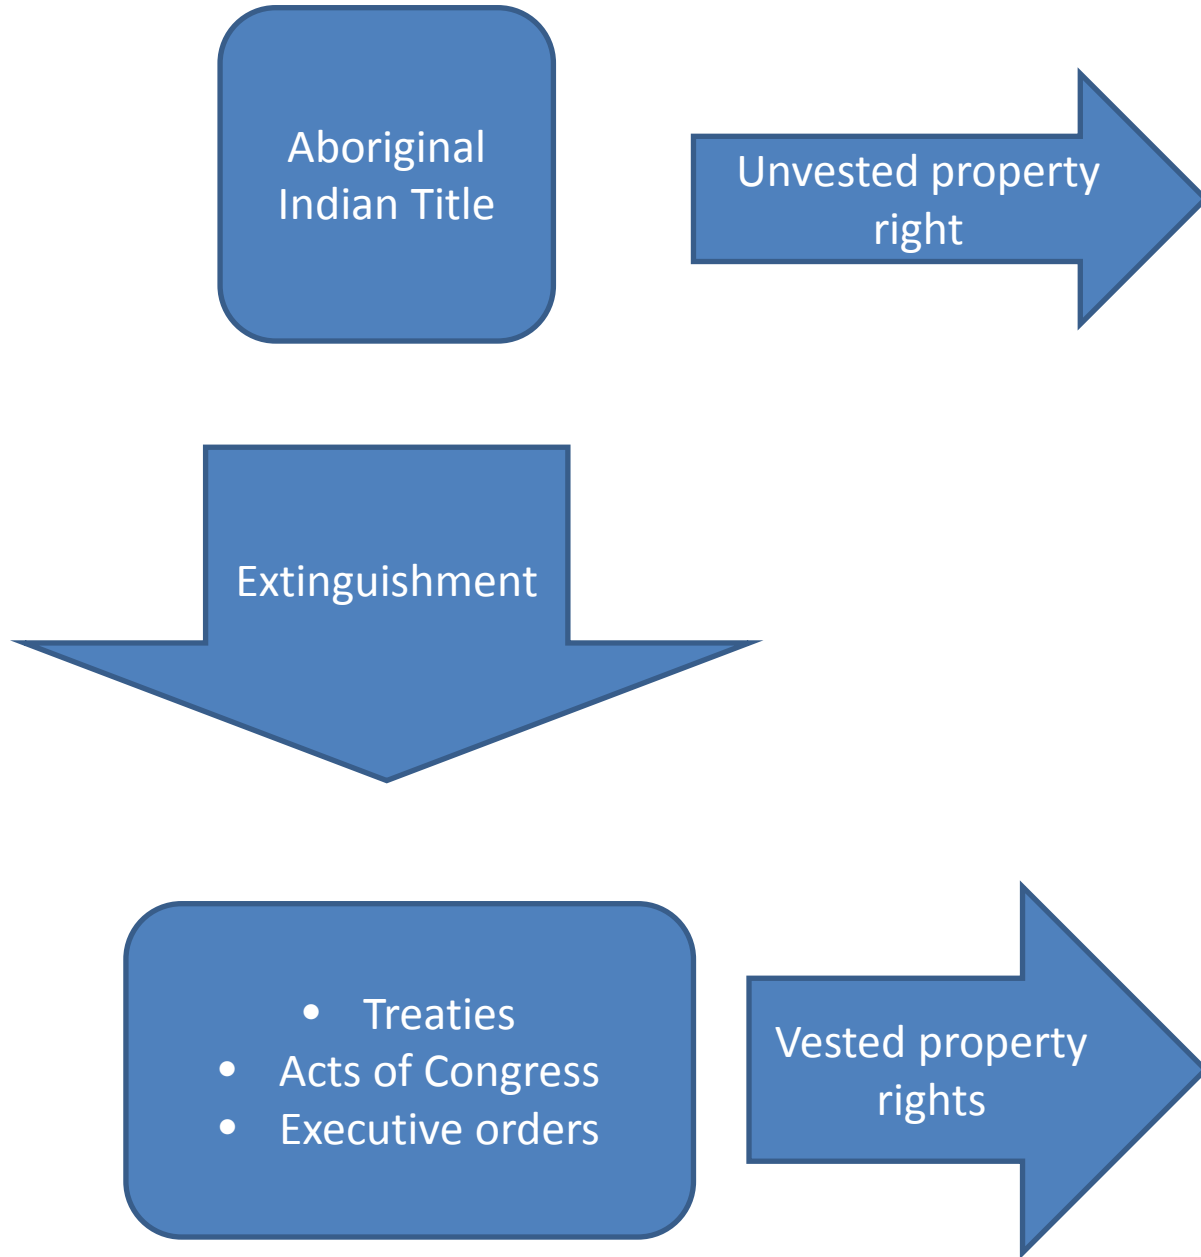 Aboriginal
Indian Title
Unvested property
right
Extinguishment
• Treaties
• Acts of Congress
• Executive orders
Vested property
rights